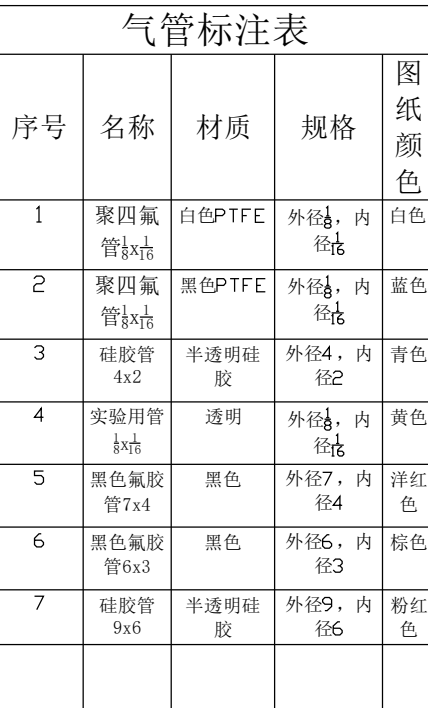 气管标注表
序号 名称 材质 规格 图纸颜色
1 聚四氟管1/8x1/16 白色PTFE 外径1/8，内径1/16 白色
2 聚四氟管1/8x1/16 黑色PTFE 外径1/8，内径1/16 蓝色
3 硅胶管4x2 半透明硅胶 外径4，内径2 青色
4 实验用管1/8x1/16 透明 外径1/8，内径1/16 黄色
5 黑色氟胶管7x4 黑色 外径7，内径4 洋红色
6 黑色氟胶管6x3 黑色 外径6，内径3 棕色
7 硅胶管9x6 半透明硅胶 外径9，内径6 粉红色